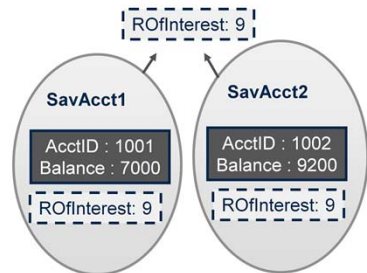 ROfInterest: 9
SavAcct1
AcctID : 1001
Balance : 7000
ROfInterest: 9
SavAcct2
AcctID : 1002
Balance : 9200
ROfInterest: 9